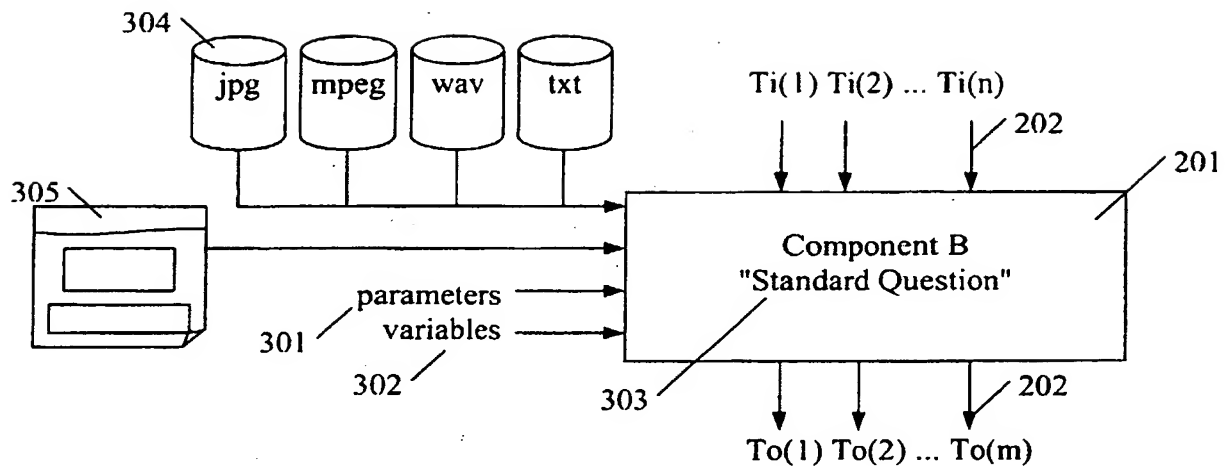 304
jpg mpeg wav txt
Ti(1) Ti(2) ... Ti(n)
202
201
305
Component B
"Standard Question"
parameters
301
variables
302
303
202
To(1) To(2) ... To(m)